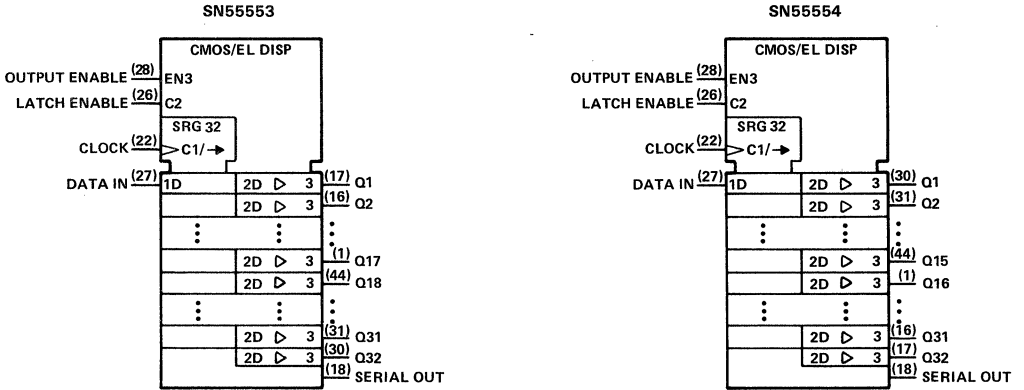 SN55553
CMOS/EL DISP
OUTPUT ENABLE (28) EN3
LATCH ENABLE (26) C2
SRG 32
CLOCK (22) C1/→
DATA IN (27) 1D 2D ▷ 3 (17) Q1
2D ▷ 3 (16) Q2
2D ▷ 3 (1) Q17
2D ▷ 3 (44) Q18
2D ▷ 3 (31) Q31
2D ▷ 3 (30) Q32
(18) SERIAL OUT
SN55554
CMOS/EL DISP
OUTPUT ENABLE (28) EN3
LATCH ENABLE (26) C2
SRG 32
CLOCK (22) C1/→
DATA IN (27) 1D 2D ▷ 3 (30) Q1
2D ▷ 3 (31) Q2
2D ▷ 3 (44) Q15
2D ▷ 3 (1) Q16
2D ▷ 3 (16) Q31
2D ▷ 3 (17) Q32
(18) SERIAL OUT